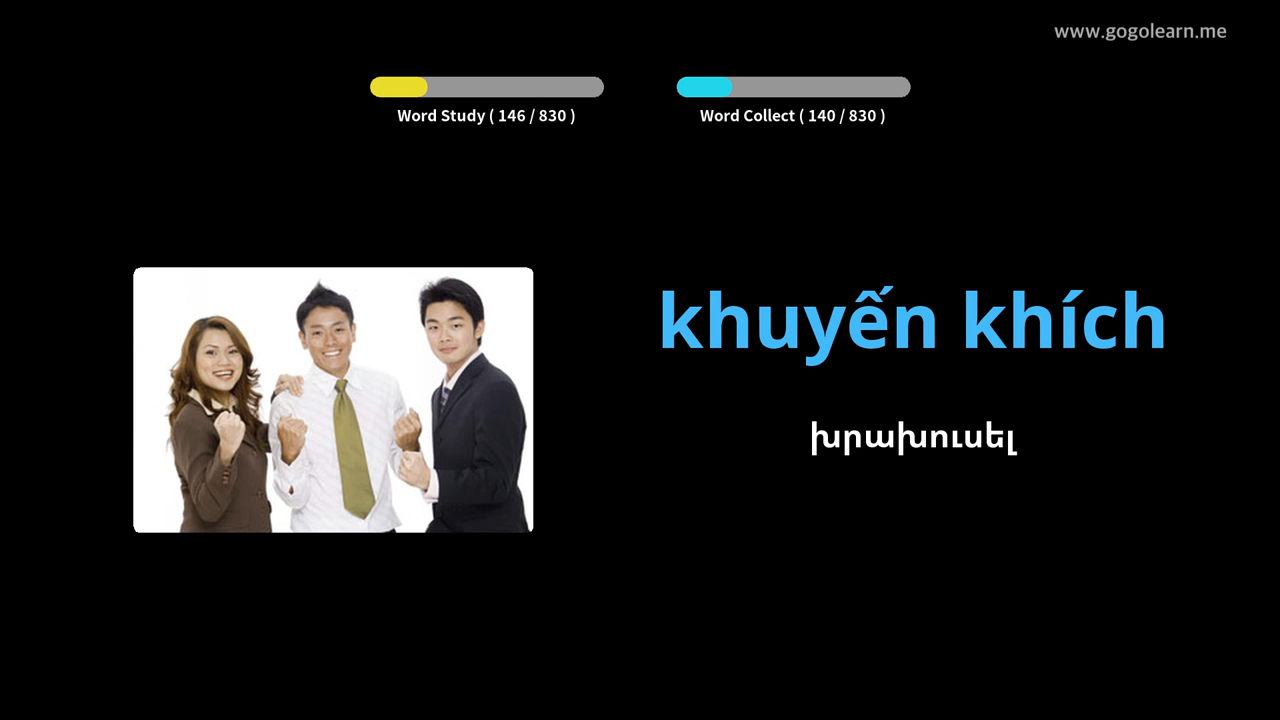 www.gogolearn.me
Word Study ( 146 / 830 )
Word Collect ( 140 / 830 )
khuyến khích
խրախուսել